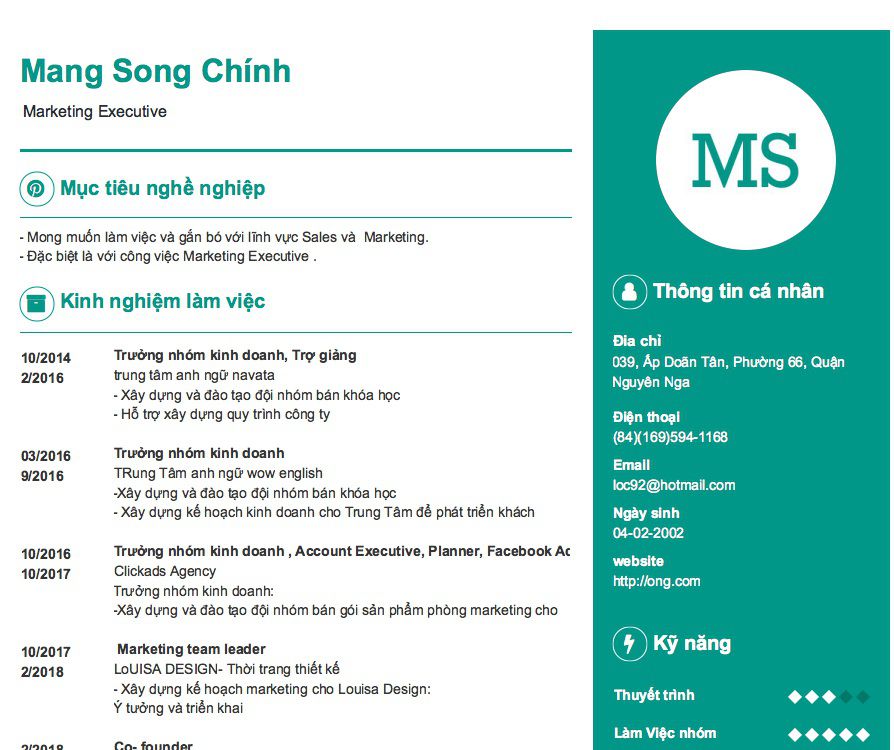 Mang Song Chính
Marketing Executive
Mục tiêu nghề nghiệp
- Mong muốn làm việc và gắn bó với lĩnh vực Sales và Marketing.
- Đặc biệt là với công việc Marketing Executive .
Kinh nghiệm làm việc
10/2014
2/2016
Trưởng nhóm kinh doanh, Trợ giảng
trung tâm anh ngữ navata
- Xây dựng và đào tạo đội nhóm bán khóa học
- Hỗ trợ xây dựng quy trình công ty
03/2016
9/2016
Trưởng nhóm kinh doanh
TRung Tâm anh ngữ wow english
-Xây dựng và đào tạo đội nhóm bán khóa học
- Xây dựng kế hoạch kinh doanh cho Trung Tâm để phát triển khách
10/2016
10/2017
Trưởng nhóm kinh doanh , Account Executive, Planner, Facebook Ad
Clickads Agency
Trưởng nhóm kinh doanh:
-Xây dựng và đào tạo đội nhóm bán gói sản phẩm phòng marketing cho
10/2017
2/2018
Marketing team leader
LoUISA DESIGN- Thời trang thiết kế
- Xây dựng kế hoạch marketing cho Louisa Design:
Ý tưởng và triển khai
2/2018
Co- founder
MS
Thông tin cá nhân
Đia chỉ
039, Ấp Doãn Tân, Phường 66, Quận
Nguyên Nga
Điện thoại
(84)(169)594-1168
Email
loc92@hotmail.com
Ngày sinh
04-02-2002
website
http://ong.com
Kỹ năng
Thuyết trình
Làm Việc nhóm